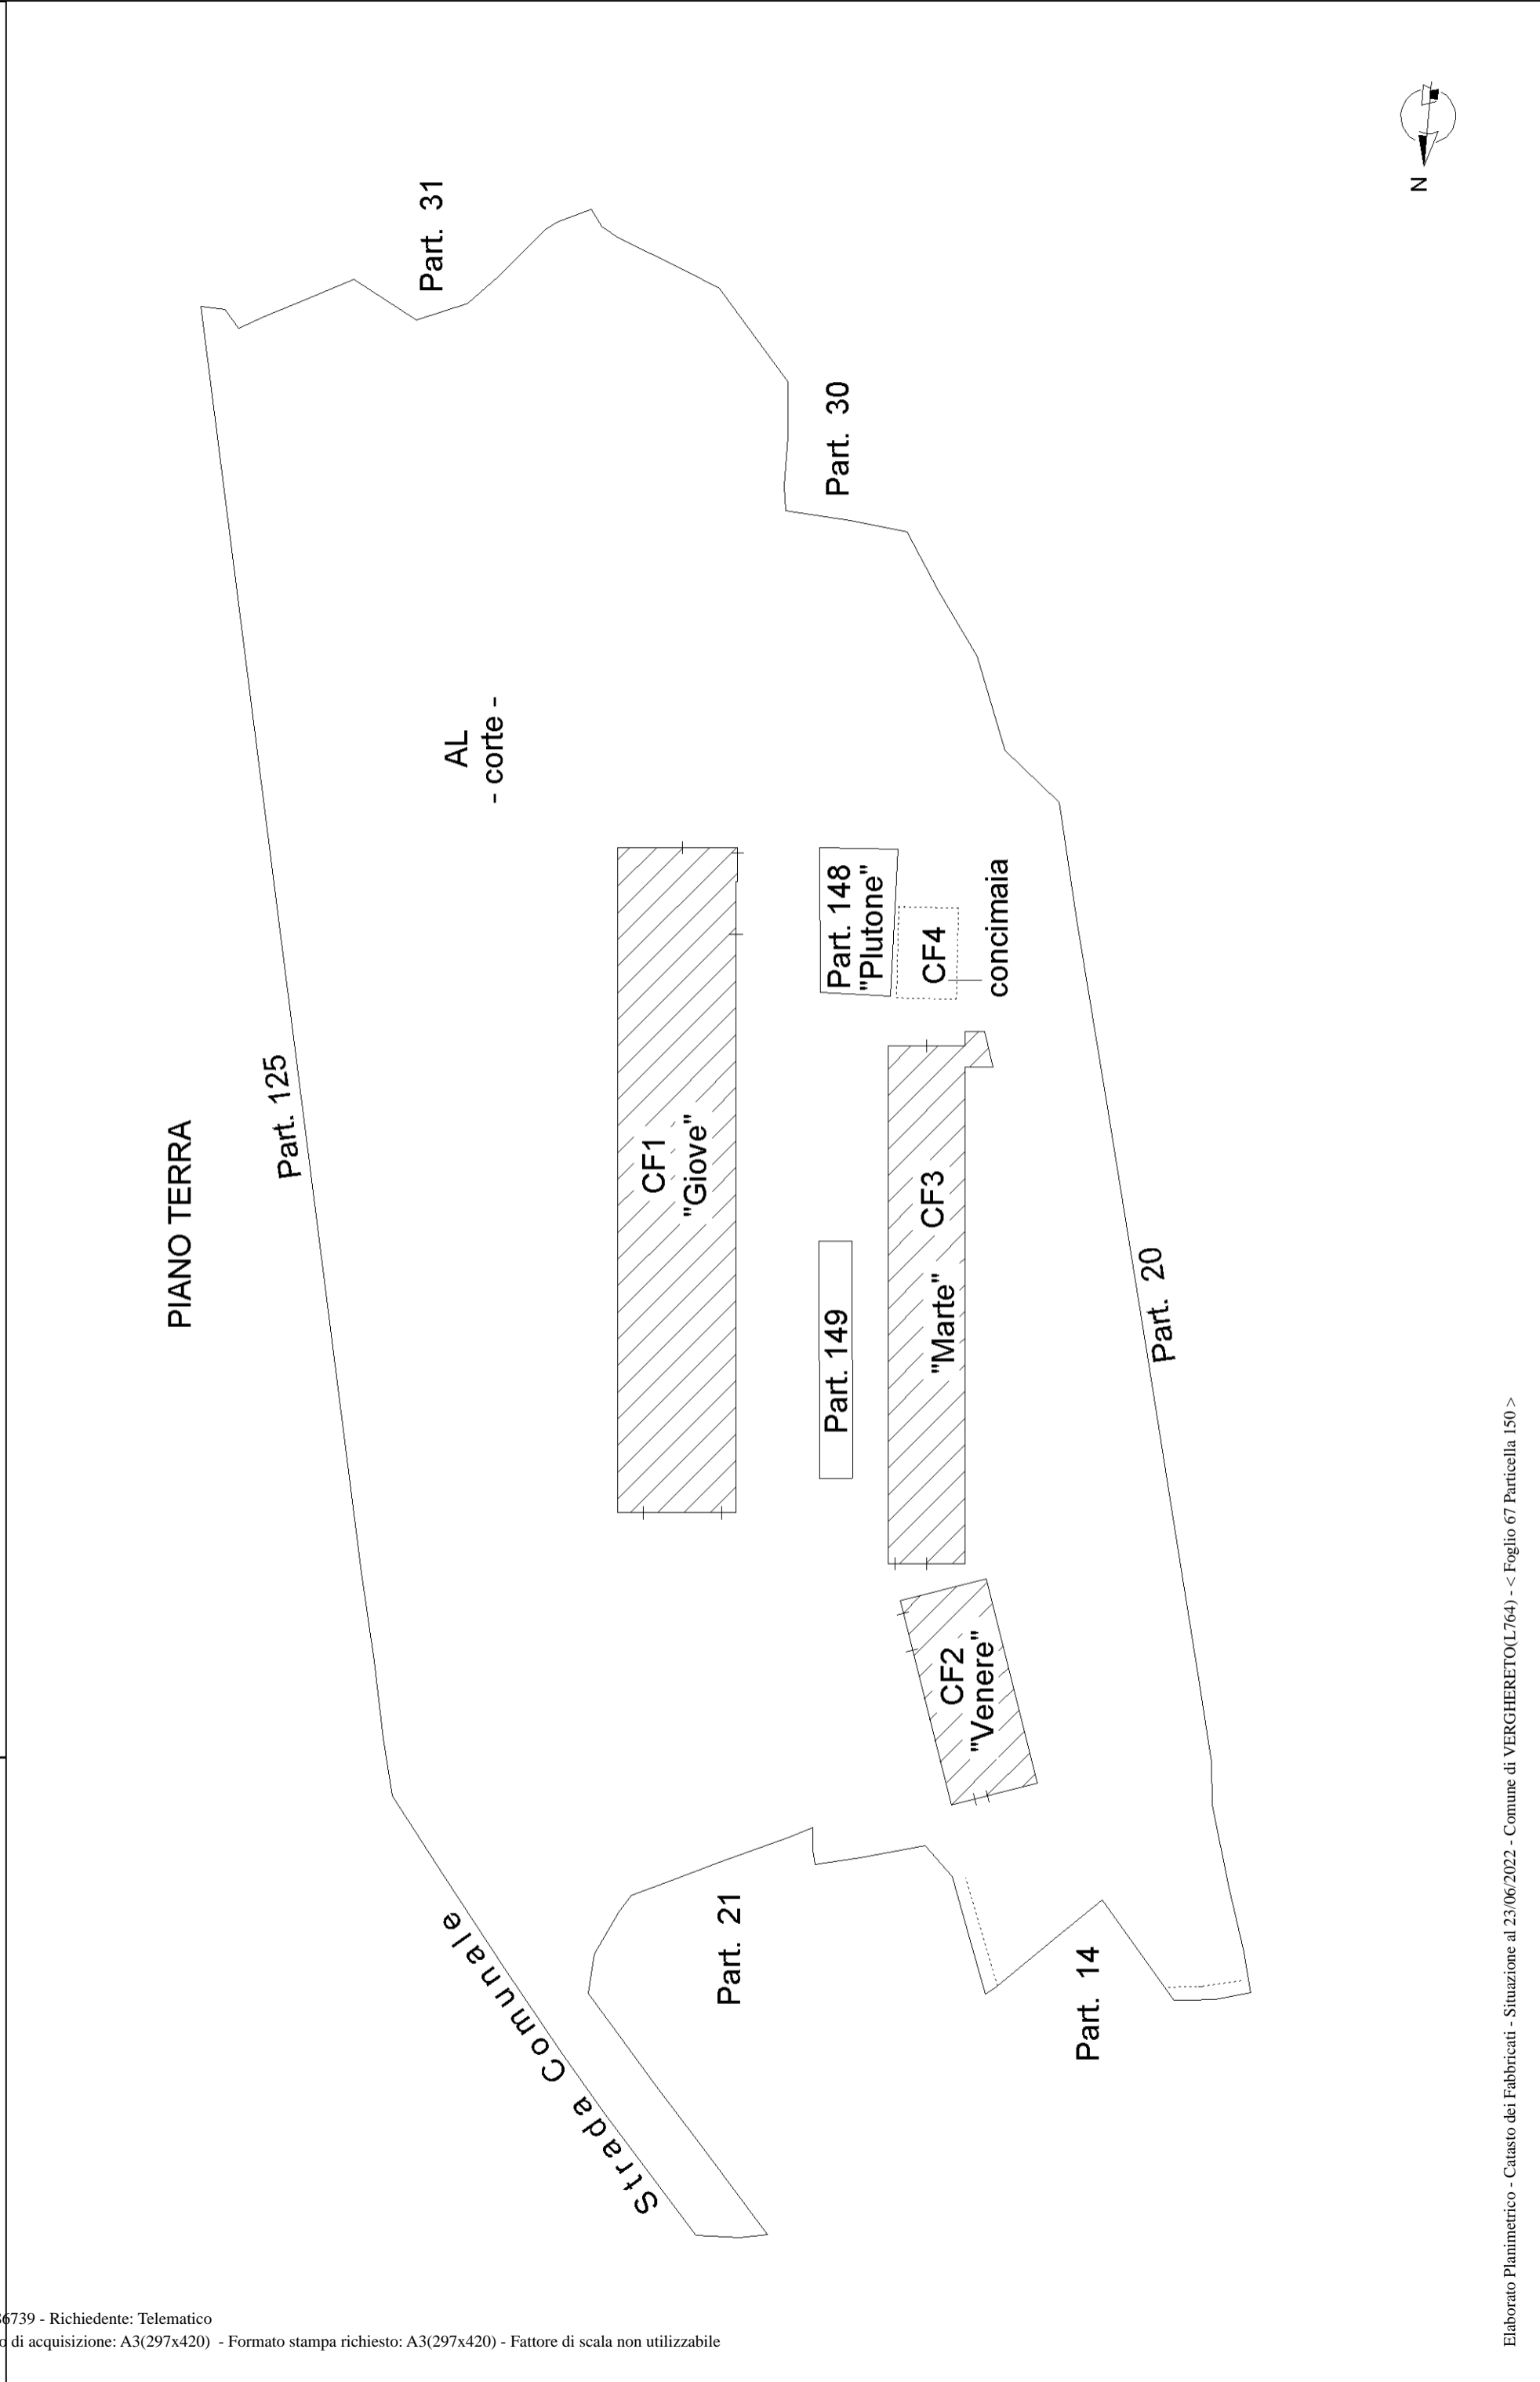 PIANO TERRA
Part. 125
Part. 31
AL
- corte -
Part. 30
CF1
"Giove"
Part. 148
"Plutone"
CF4
concimaia
Part. 149
CF3
"Marte"
CF2
"Venere"
Part. 20
Strada Comunale
Part. 21
Part. 14
N
Elaborato Planimetrico - Catasto dei Fabbricati - Situazione al 23/06/2022 - Comune di VERGHERETO(L764) - < Foglio 67 Particella 150 >
6739 - Richiedente: Telematico
di acquisizione: A3(297x420) - Formato stampa richiesto: A3(297x420) - Fattore di scala non utilizzabile